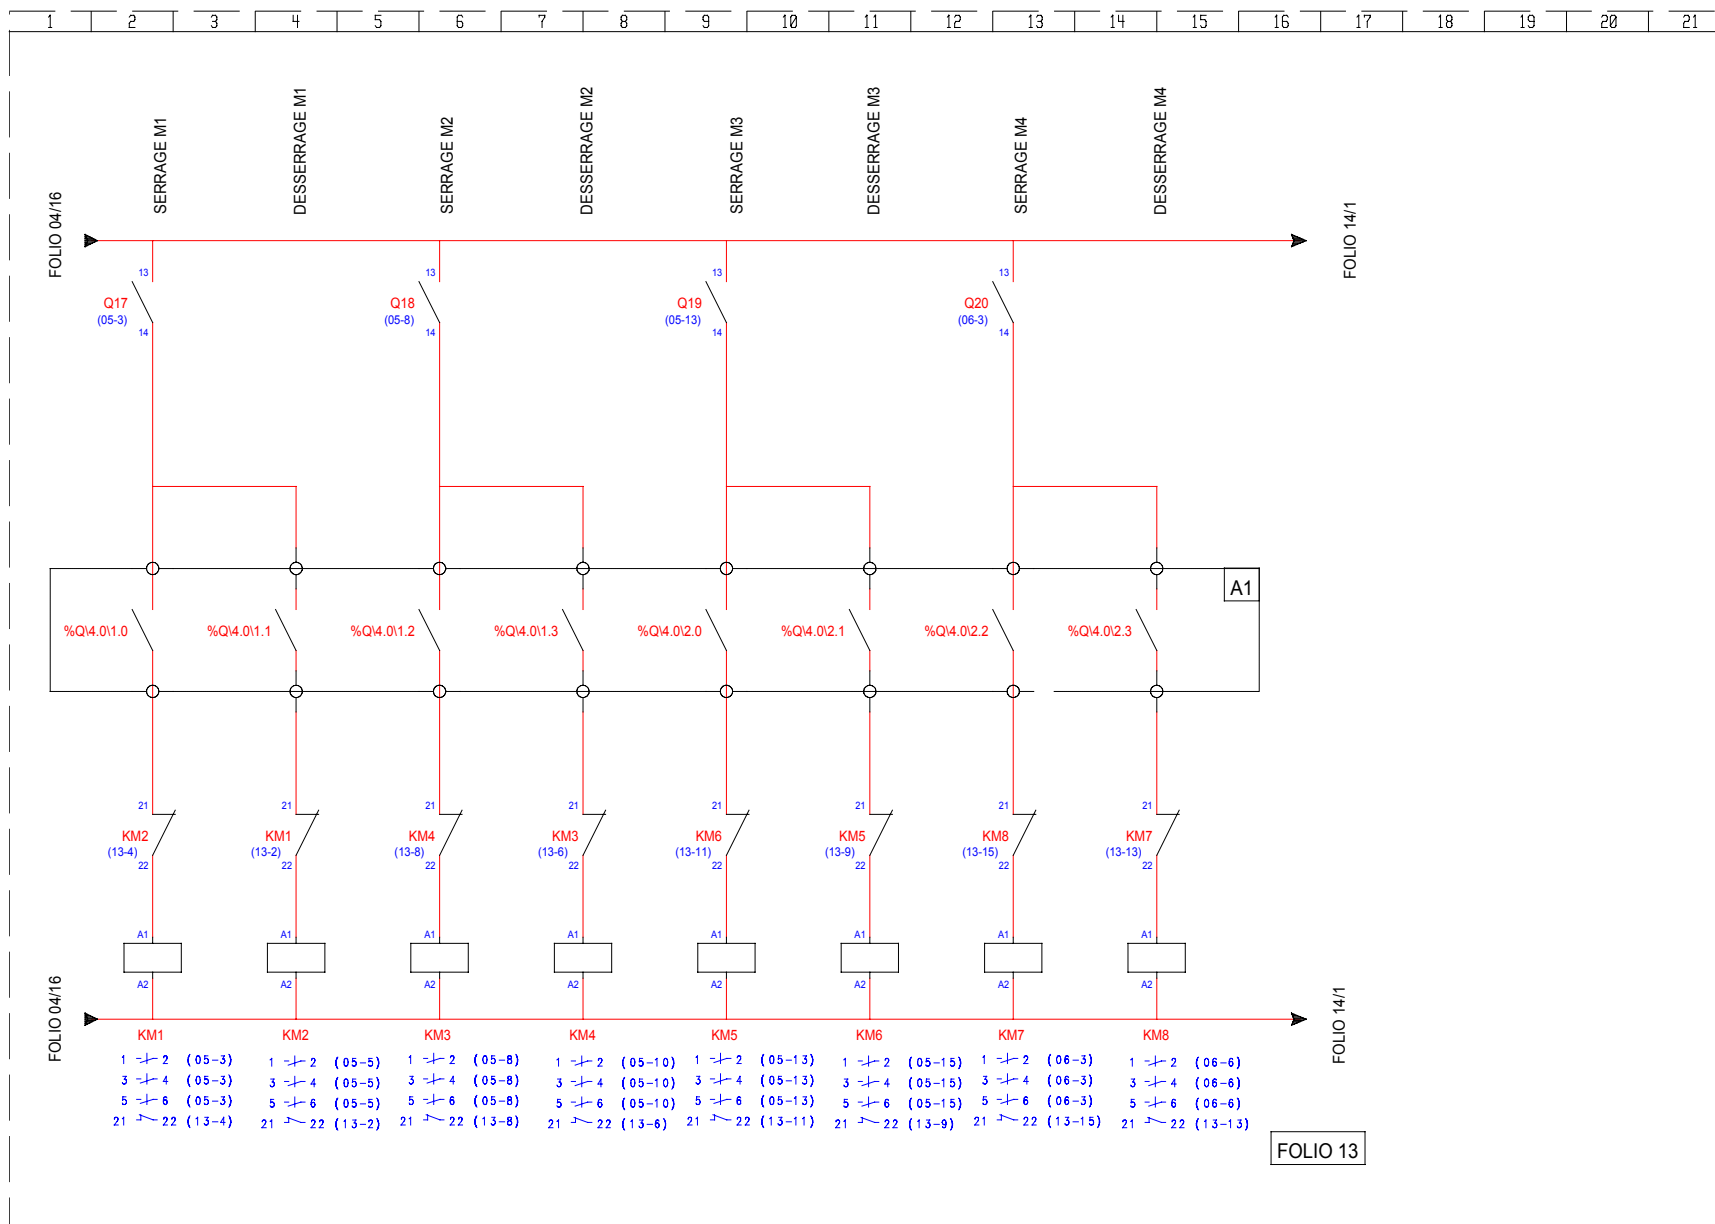 1 2 3 4 5 6 7 8 9 10 11 12 13 14 15 16 17 18 19 20 21
SERRAGE M1
DESSERRAGE M1
SERRAGE M2
DESSERRAGE M2
SERRAGE M3
DESSERRAGE M3
SERRAGE M4
DESSERRAGE M4
FOLIO 04/16
FOLIO 14/1
13 13 13 13
Q17 Q18 Q19 Q20
(05-3) (05-8) (05-13) (06-3)
14 14 14 14
A1
%Q\4.0\1.0 %Q\4.0\1.1 %Q\4.0\1.2 %Q\4.0\1.3 %Q\4.0\2.0 %Q\4.0\2.1 %Q\4.0\2.2 %Q\4.0\2.3
21 21 21 21 21 21 21 21
KM2 KM1 KM4 KM3 KM6 KM5 KM8 KM7
(13-4) (13-2) (13-8) (13-6) (13-11) (13-9) (13-15) (13-13)
22 22 22 22 22 22 22 22
A1 A1 A1 A1 A1 A1 A1 A1
A2 A2 A2 A2 A2 A2 A2 A2
FOLIO 04/16
FOLIO 14/1
KM1 KM2 KM3 KM4 KM5 KM6 KM7 KM8
1 2 (05-3) 1 2 (05-5) 1 2 (05-8) 1 2 (05-10) 1 2 (05-13) 1 2 (05-15) 1 2 (06-3) 1 2 (06-6)
3 4 (05-3) 3 4 (05-5) 3 4 (05-8) 3 4 (05-10) 3 4 (05-13) 3 4 (05-15) 3 4 (06-3) 3 4 (06-6)
5 6 (05-3) 5 6 (05-5) 5 6 (05-8) 5 6 (05-10) 5 6 (05-13) 5 6 (05-15) 5 6 (06-3) 5 6 (06-6)
21 22 (13-4) 21 22 (13-2) 21 22 (13-8) 21 22 (13-6) 21 22 (13-11) 21 22 (13-9) 21 22 (13-15) 21 22 (13-13)
FOLIO 13